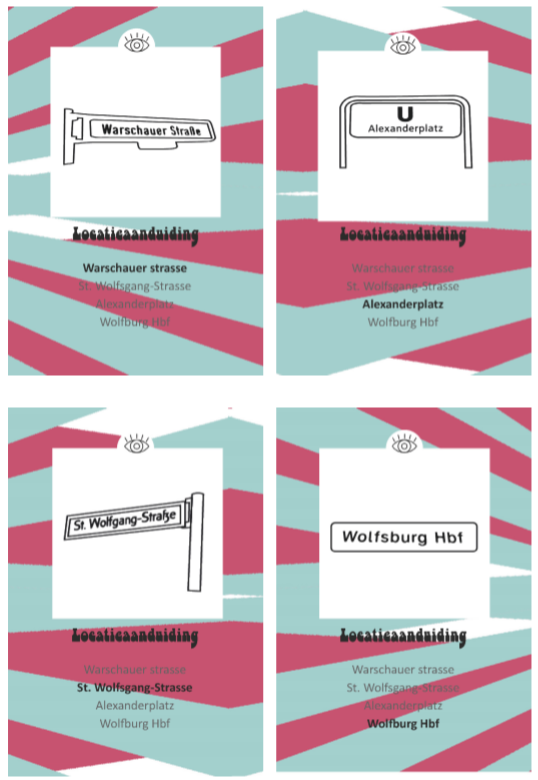 Warschauer Straße
Locatieaanduiding
Warschauer strasse
St. Wolfsgang-Strasse
Alexanderplatz
Wolfburg Hbf
U
Alexanderplatz
Locatieaanduiding
Warschauer strasse
St. Wolfsgang-Strasse
Alexanderplatz
Wolfburg Hbf
St. Wolfgang-Straße
Locatieaanduiding
Warschauer strasse
St. Wolfsgang-Strasse
Alexanderplatz
Wolfburg Hbf
Wolfsburg Hbf
Locatieaanduiding
Warschauer strasse
St. Wolfsgang-Strasse
Alexanderplatz
Wolfburg Hbf